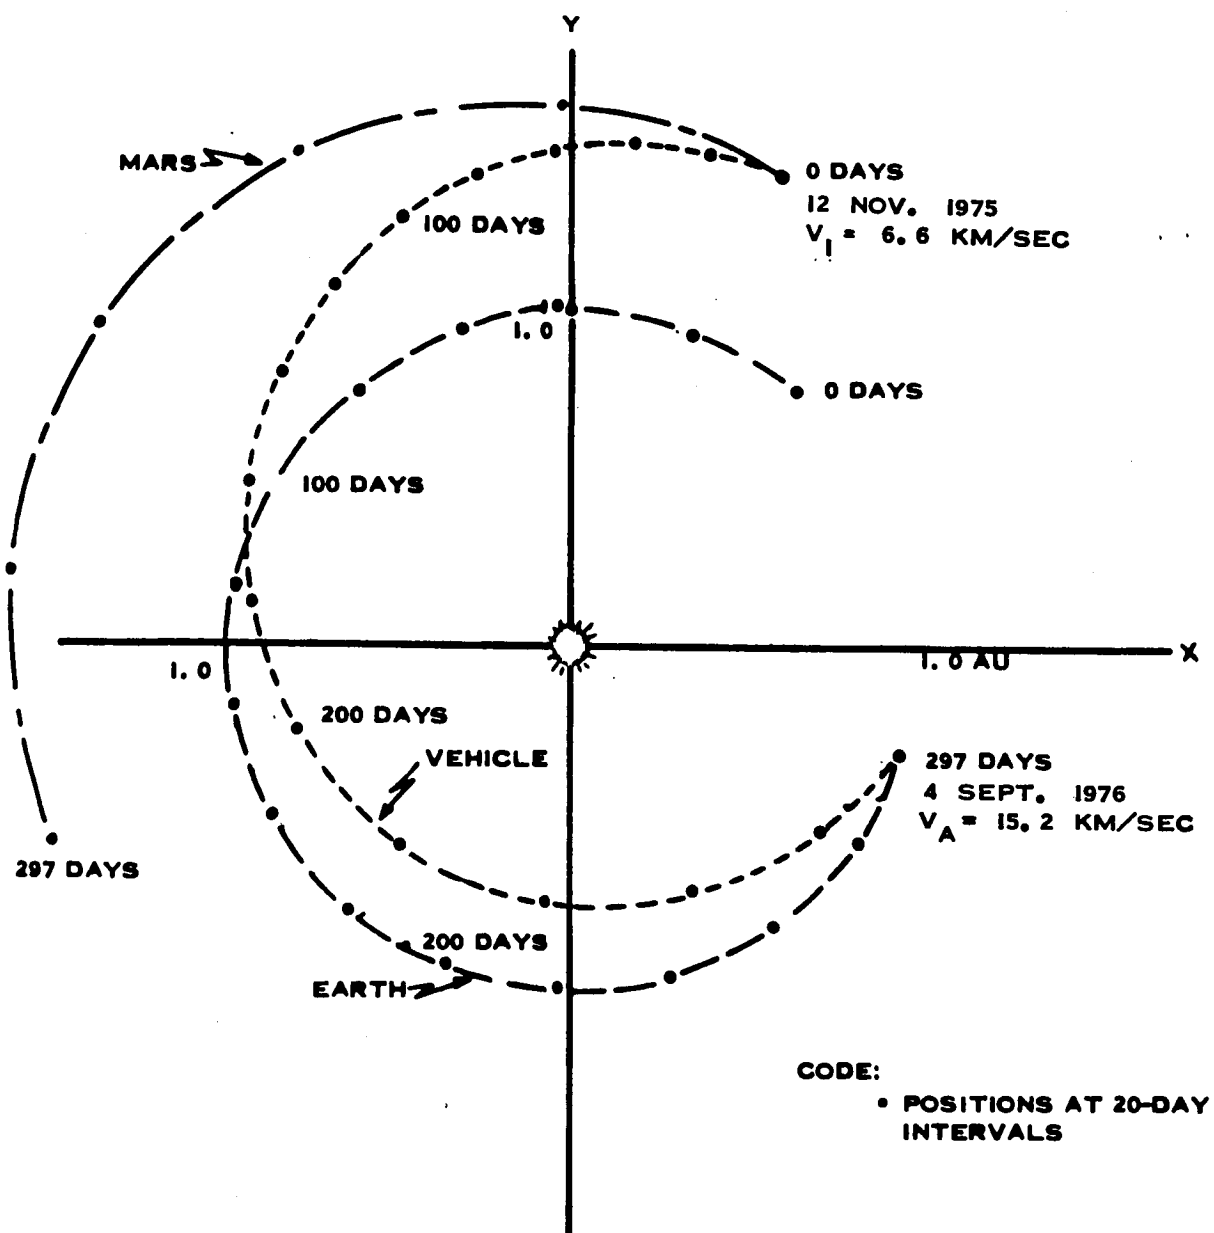 Y
MARS
0 DAYS
12 NOV. 1975
V_I = 6.6 KM/SEC
100 DAYS
1.0
0 DAYS
100 DAYS
X
1.0 AU
1.0
200 DAYS
VEHICLE
297 DAYS
4 SEPT. 1976
V_A = 15.2 KM/SEC
297 DAYS
200 DAYS
EARTH
CODE:
• POSITIONS AT 20-DAY
INTERVALS